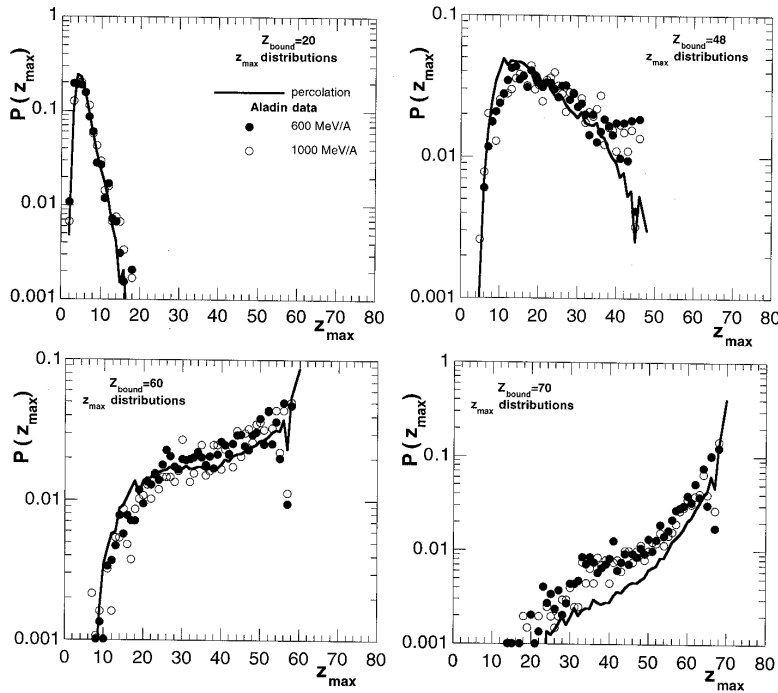 Z_bound=20
z_max distributions
percolation
Aladin data
600 MeV/A
1000 MeV/A
P ( z_max )
1
0.1
0.01
0.001
0 10 20 30 40 50 60 70 80
z_max
Z_bound=48
z_max distributions
P ( z_max )
0.1
0.01
0.001
0 10 20 30 40 50 60 70 80
z_max
Z_bound=60
z_max distributions
P ( z_max )
0.1
0.01
0.001
0 10 20 30 40 50 60 70 80
z_max
Z_bound=70
z_max distributions
P ( z_max )
1
0.1
0.01
0.001
0 10 20 30 40 50 60 70 80
z_max